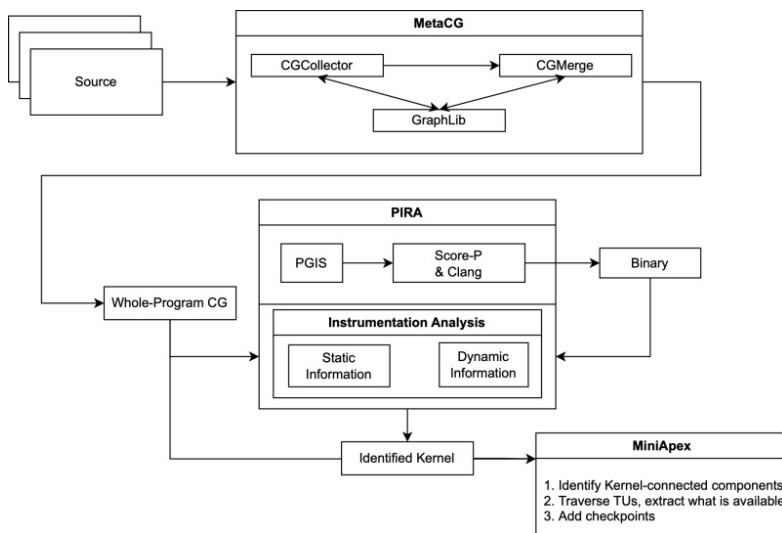 MetaCG
Source
CGCollector
CGMerge
GraphLib
PIRA
PGIS
Score-P
& Clang
Binary
Whole-Program CG
Instrumentation Analysis
Static
Information
Dynamic
Information
Identified Kernel
MiniApex
1. Identify Kernel-connected components
2. Traverse TUs, extract what is available
3. Add checkpoints